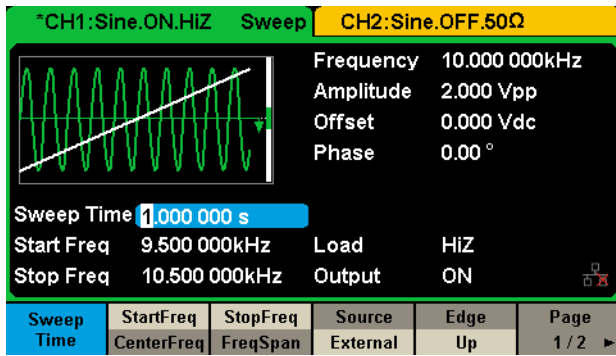 *CH1:Sine.ON.HiZ Sweep CH2:Sine.OFF.50Ω
Frequency 10.000 000kHz
Amplitude 2.000 Vpp
Offset 0.000 Vdc
Phase 0.00 °
Sweep Time 1.000 000 s
Start Freq 9.500 000kHz Load HiZ
Stop Freq 10.500 000kHz Output ON
Sweep Time
StartFreq CenterFreq
StopFreq FreqSpan
Source External
Edge Up
Page 1/2